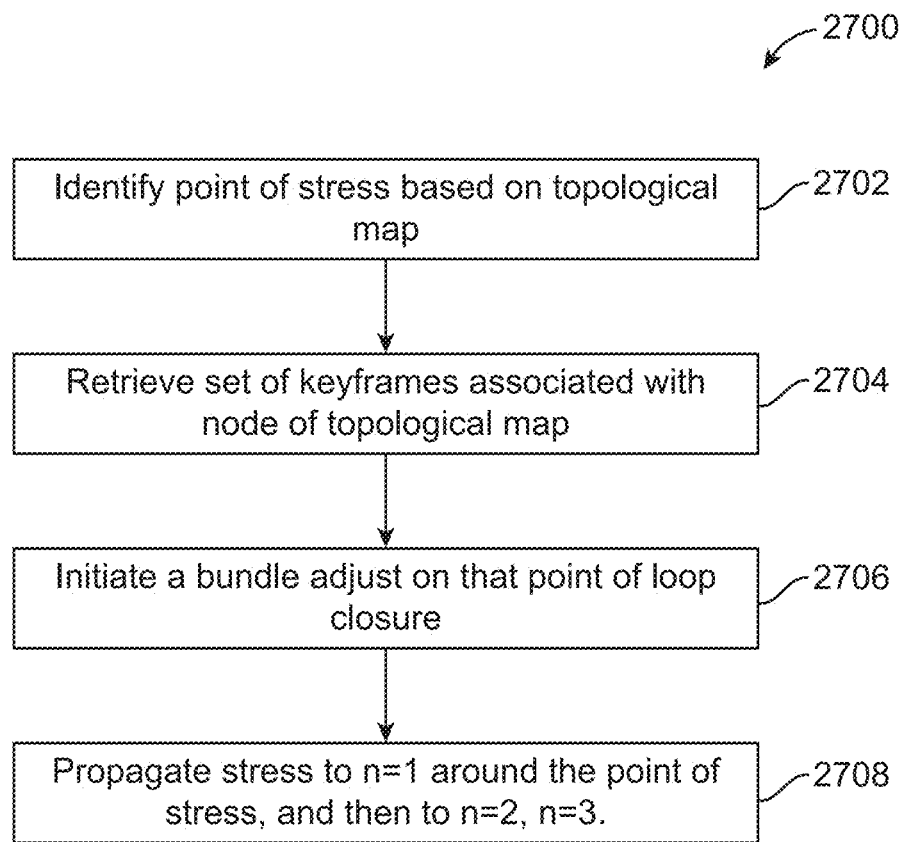 2700
Identify point of stress based on topological
map
2702
Retrieve set of keyframes associated with
node of topological map
2704
Initiate a bundle adjust on that point of loop
closure
2706
Propagate stress to n=1 around the point of
stress, and then to n=2, n=3.
2708